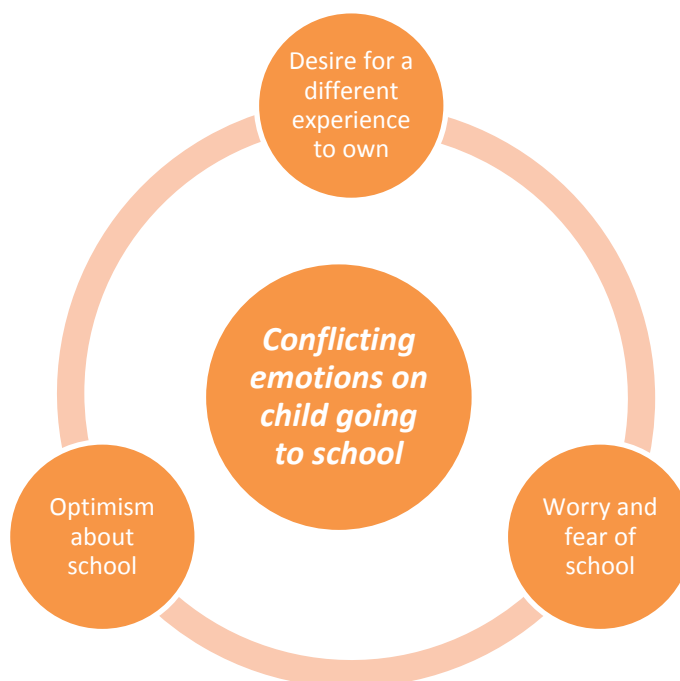 Desire for a
different
experience
to own
Conflicting
emotions on
child going
to school
Optimism
about
school
Worry and
fear of
school